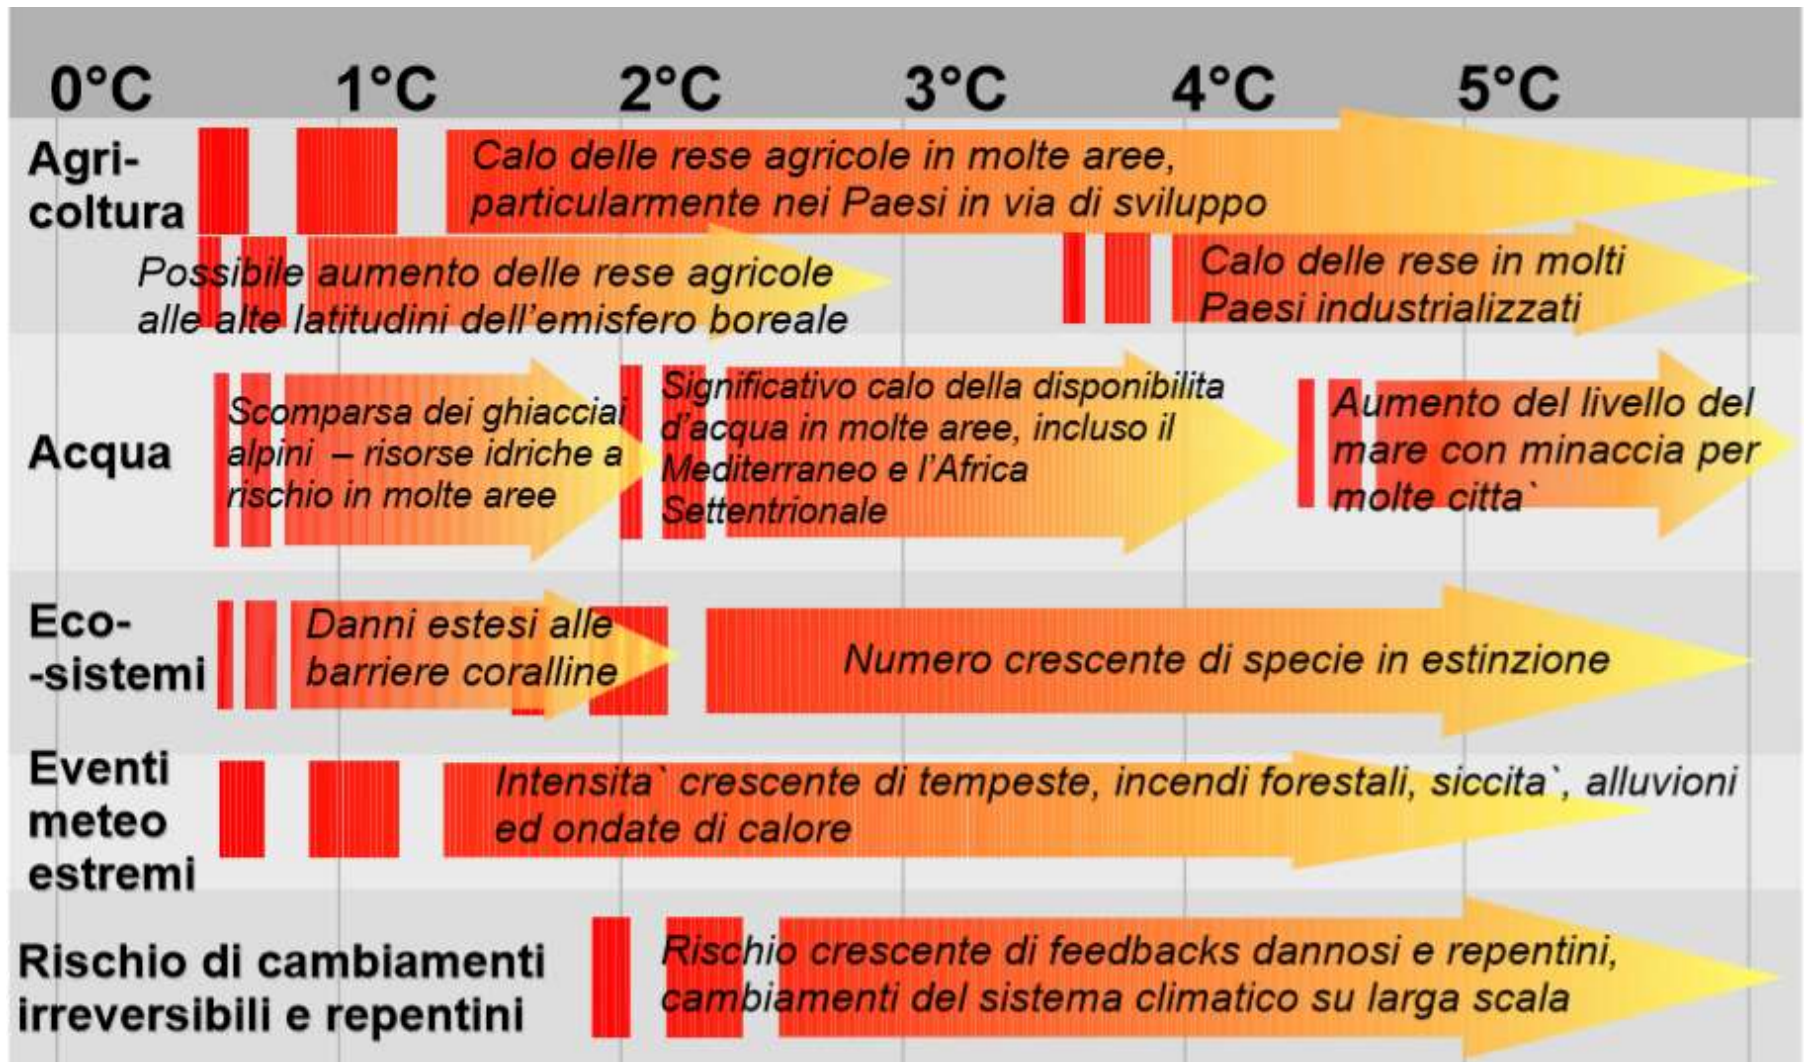 0°C 1°C 2°C 3°C 4°C 5°C
Agri-
coltura
Calo delle rese agricole in molte aree,
particolarmente nei Paesi in via di sviluppo
Possibile aumento delle rese agricole
alle alte latitudini dell'emisfero boreale
Calo delle rese in molti
Paesi industrializzati
Acqua
Scomparsa dei ghiacciai
alpini – risorse idriche a
rischio in molte aree
Significativo calo della disponibilita
d'acqua in molte aree, incluso il
Mediterraneo e l'Africa
Settentrionale
Aumento del livello del
mare con minaccia per
molte citta`
Eco-
-sistemi
Danni estesi alle
barriere coralline
Numero crescente di specie in estinzione
Eventi
meteo
estremi
Intensita` crescente di tempeste, incendi forestali, siccita`, alluvioni
ed ondate di calore
Rischio di cambiamenti
irreversibili e repentini
Rischio crescente di feedbacks dannosi e repentini,
cambiamenti del sistema climatico su larga scala